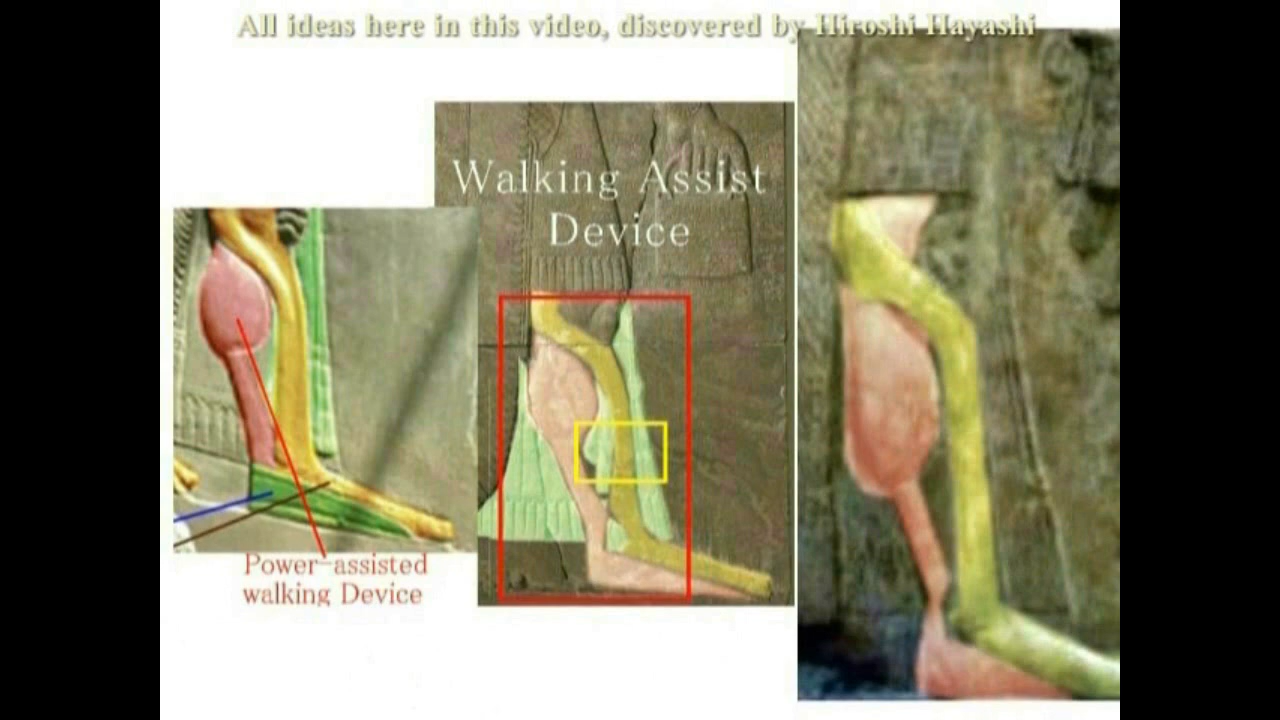 All ideas here in this video, discovered by Hiroshi Hayashi
Walking Assist
Device
Power-assisted
walking Device